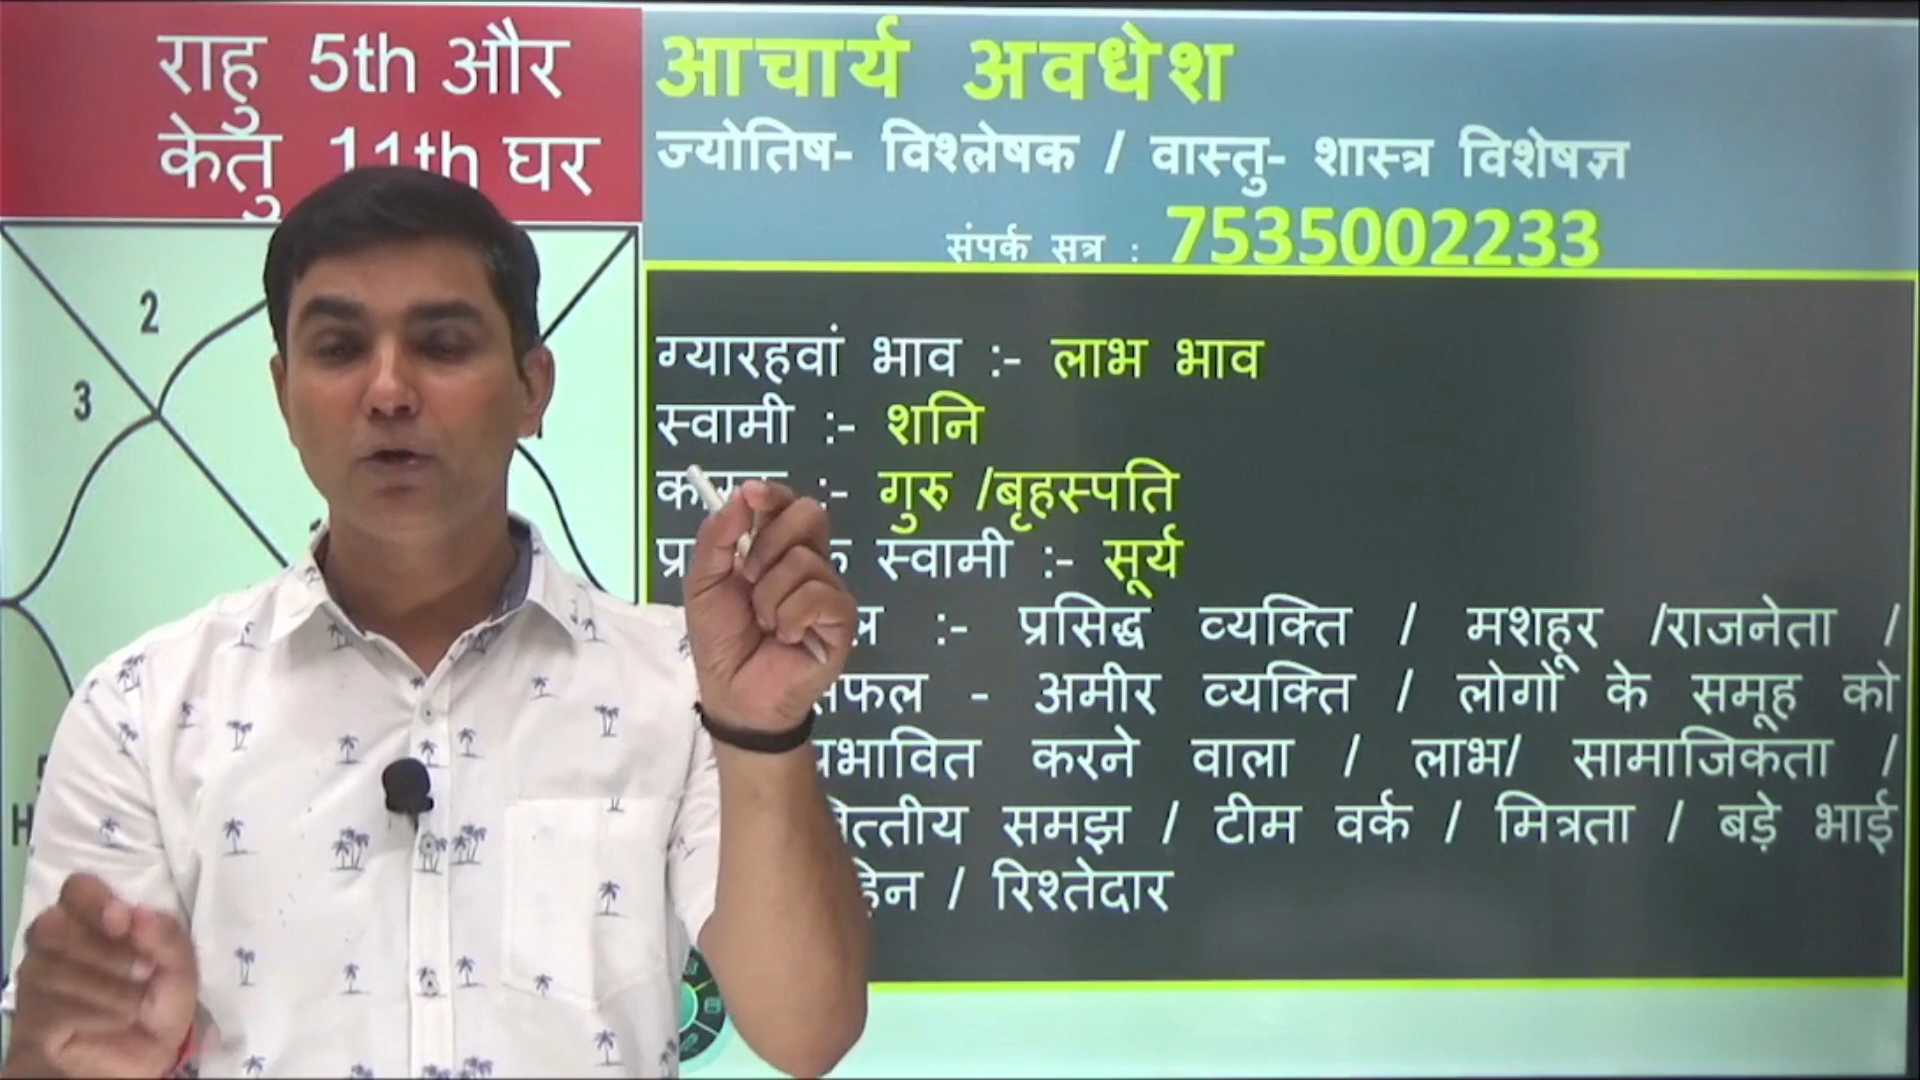 राहु 5th और
केतु 11th घर
आचार्य अवधेश
ज्योतिष- विश्लेषक / वास्तु- शास्त्र विशेषज्ञ
संपर्क सत्र : 7535002233
2
3
ग्यारहवां भाव :- लाभ भाव
स्वामी :- शनि
:- गुरु /बृहस्पति
स्वामी :- सूर्य
:- प्रसिद्ध व्यक्ति / मशहूर /राजनेता /
- अमीर व्यक्ति / लोगों के समूह को
करने वाला / लाभ/ सामाजिकता /
समझ / टीम वर्क / मित्रता / बड़े भाई
/ रिश्तेदार